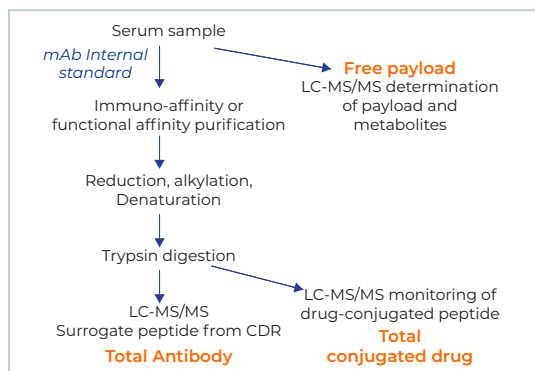 Serum sample
mAb Internal
standard
Free payload
LC-MS/MS determination
of payload and
metabolites
Immuno-affinity or
functional affinity purification
Reduction, alkylation,
Denaturation
Trypsin digestion
LC-MS/MS
Surrogate peptide from CDR
Total Antibody
LC-MS/MS monitoring of
drug-conjugated peptide
Total
conjugated drug